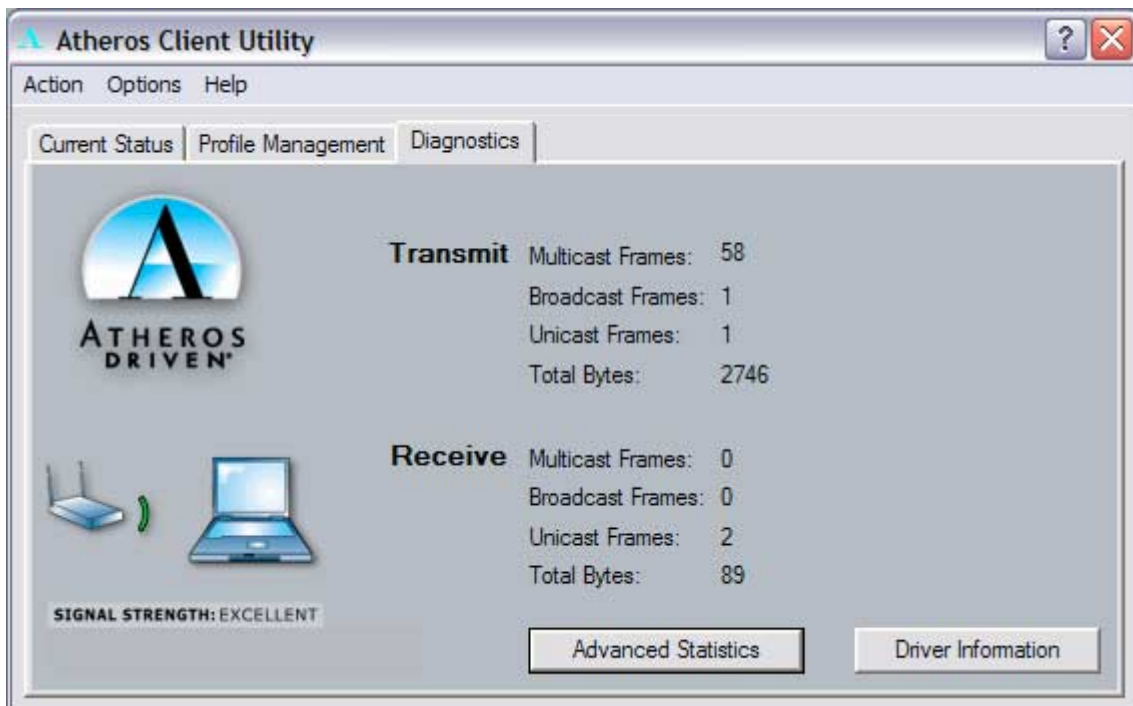 Atheros Client Utility
Action Options Help
Current Status Profile Management Diagnostics
ATHEROS
DRIVEN®
Transmit Multicast Frames: 58
Broadcast Frames: 1
Unicast Frames: 1
Total Bytes: 2746
Receive Multicast Frames: 0
Broadcast Frames: 0
Unicast Frames: 2
Total Bytes: 89
SIGNAL STRENGTH: EXCELLENT
Advanced Statistics Driver Information